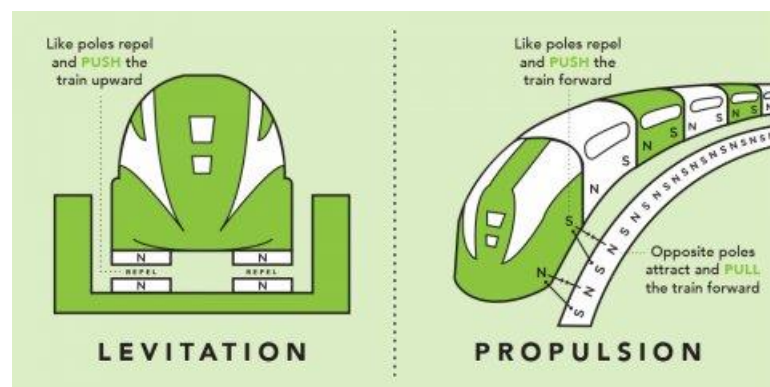 Like poles repel
and PUSH the
train upward
N
N
REPEL
REPEL
N
N
LEVITATION
Like poles repel
and PUSH the
train forward
N S
N S
N S
N S
N
S
N
Opposite poles
attract and PULL
the train forward
S N S N S N S N S N S N S N S N S
PROPULSION